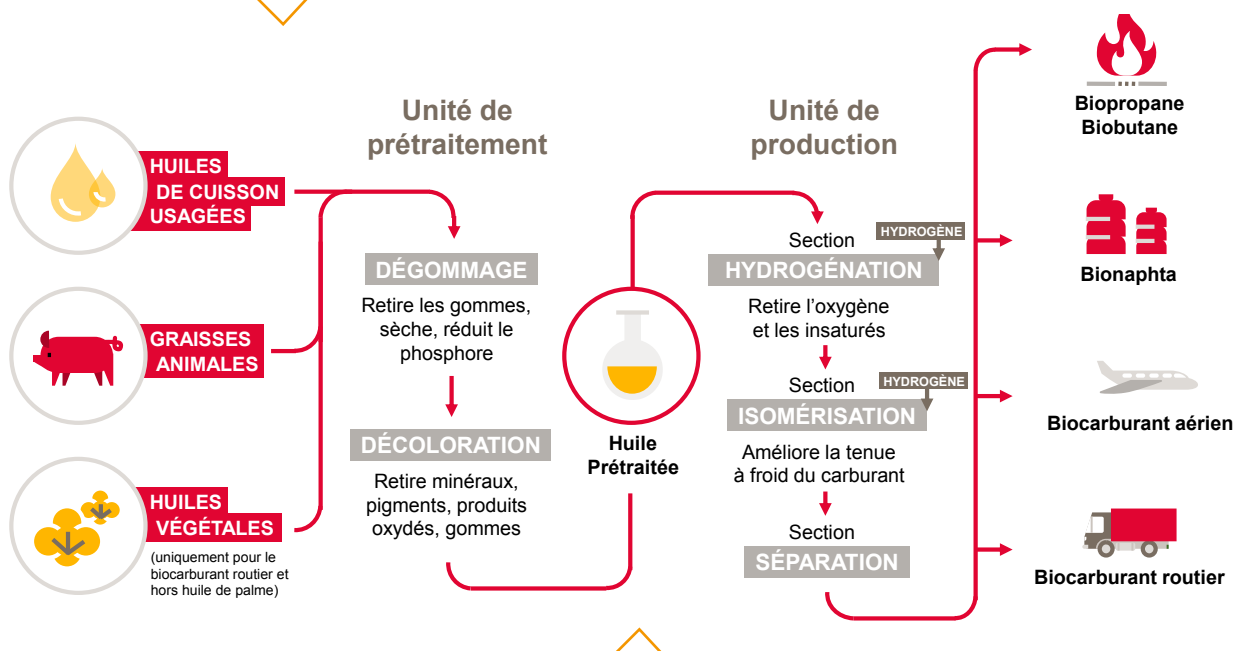 HUILES
DE CUISSON
USAGÉES
GRAISSES
ANIMALES
HUILES
VÉGÉTALES
(uniquement pour le
biocarburant routier et
hors huile de palme)
Unité de
prétraitement
DÉGOMMAGE
Retire les gommes,
sèche, réduit le
phosphore
DÉCOLORATION
Retire minéraux,
pigments, produits
oxydés, gommes
Huile
Prétraitée
Unité de
production
Section
HYDROGÈNE
HYDROGÉNATION
Retire l’oxygène
et les insaturés
Section
HYDROGÈNE
ISOMÉRISATION
Améliore la tenue
à froid du carburant
Section
SÉPARATION
Biopropane
Biobutane
Bionaphta
Biocarburant aérien
Biocarburant routier